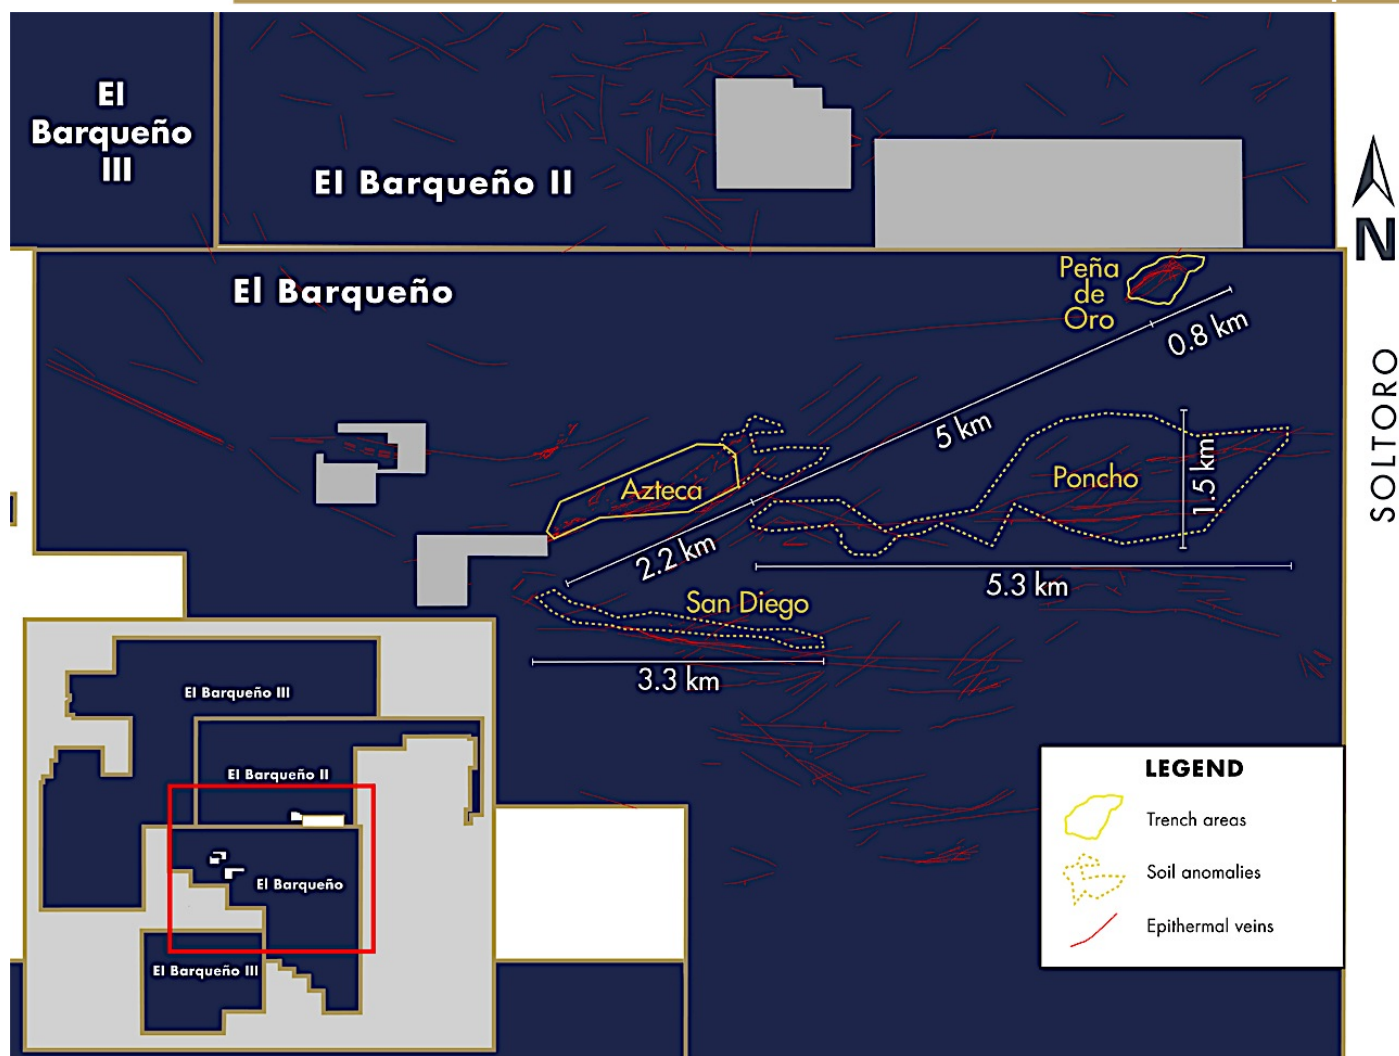 El
Barqueño
III
El Barqueño II
N
El Barqueño
Peña
de
Oro
0.8 km
5 km
SOLTORO
Azteca
Poncho
1.5 km
2.2 km
5.3 km
San Diego
3.3 km
El Barqueño III
El Barqueño II
El Barqueño
El Barqueño III
LEGEND
Trench areas
Soil anomalies
Epithermal veins